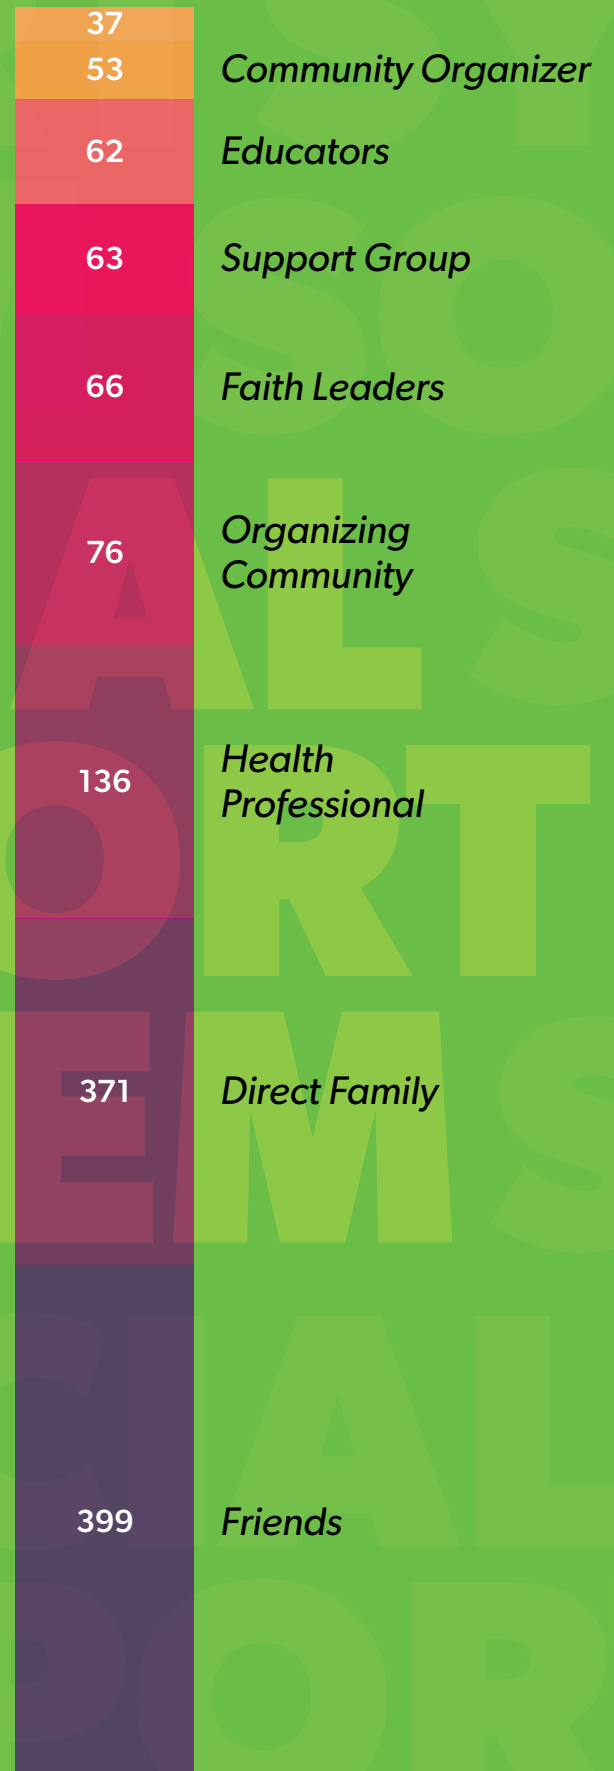 37
53 Community Organizer
62 Educators
63 Support Group
66 Faith Leaders
76 Organizing
Community
136 Health
Professional
371 Direct Family
399 Friends